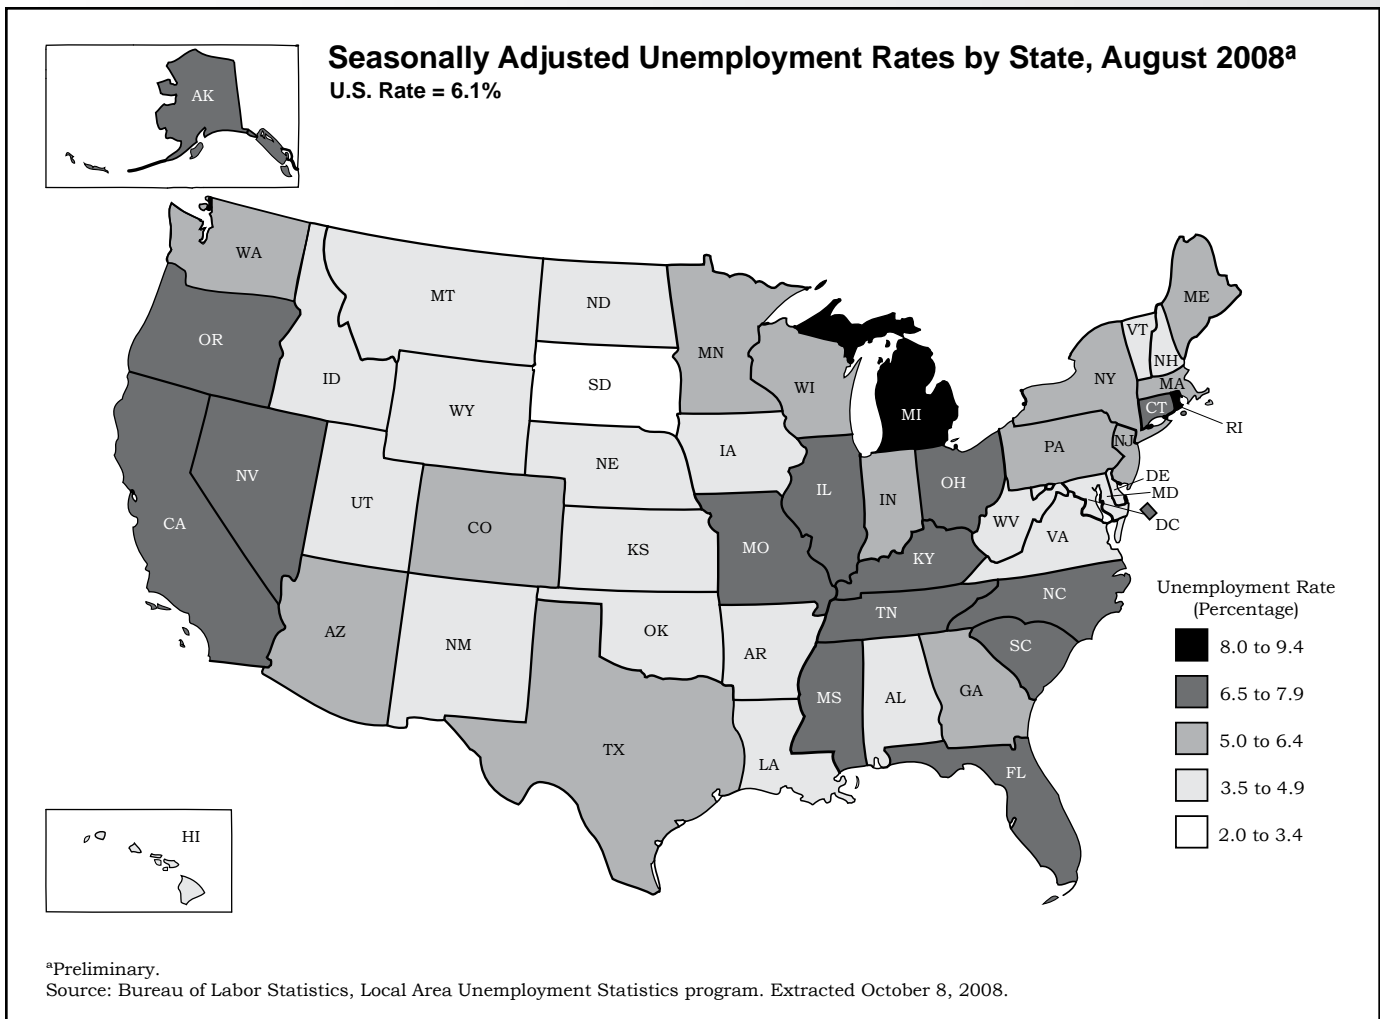 Seasonally Adjusted Unemployment Rates by State, August 2008ª
U.S. Rate = 6.1%
AK
WA
MT
ND
ME
OR
MN
VT
NH
ID
SD
WI
NY
MA
WY
MI
CT
RI
IA
PA
NJ
NE
NV
OH
DE
IL
IN
MD
UT
CA
CO
WV
DC
VA
KS
MO
KY
Unemployment Rate
(Percentage)
NC
TN
AZ
OK
NM
AR
SC
8.0 to 9.4
MS
AL
GA
6.5 to 7.9
TX
5.0 to 6.4
LA
FL
3.5 to 4.9
HI
2.0 to 3.4
ªPreliminary.
Source: Bureau of Labor Statistics, Local Area Unemployment Statistics program. Extracted October 8, 2008.